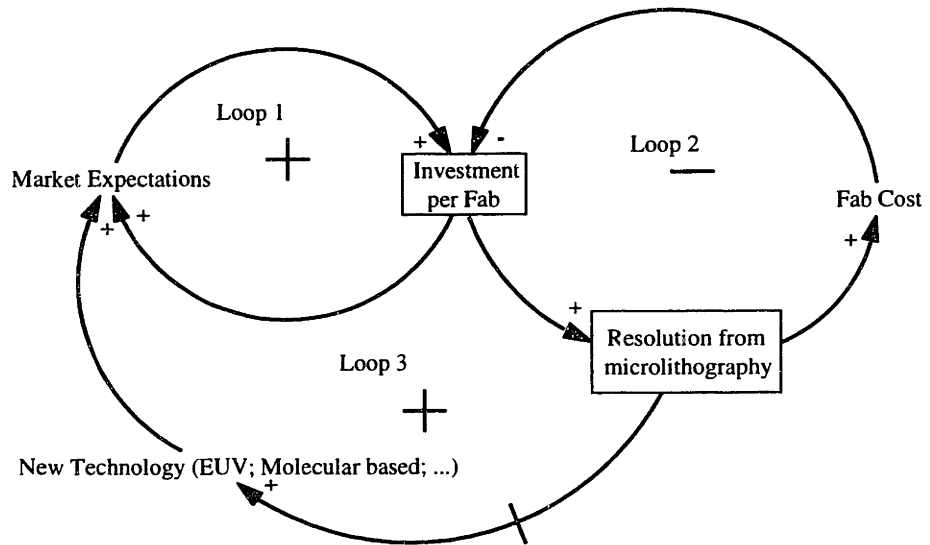 Loop 1
+
+
-
Loop 2
−
Market Expectations
Investment
per Fab
Fab Cost
+
+
+
+
Resolution from
microlithography
Loop 3
+
New Technology (EUV; Molecular based; ...)
+